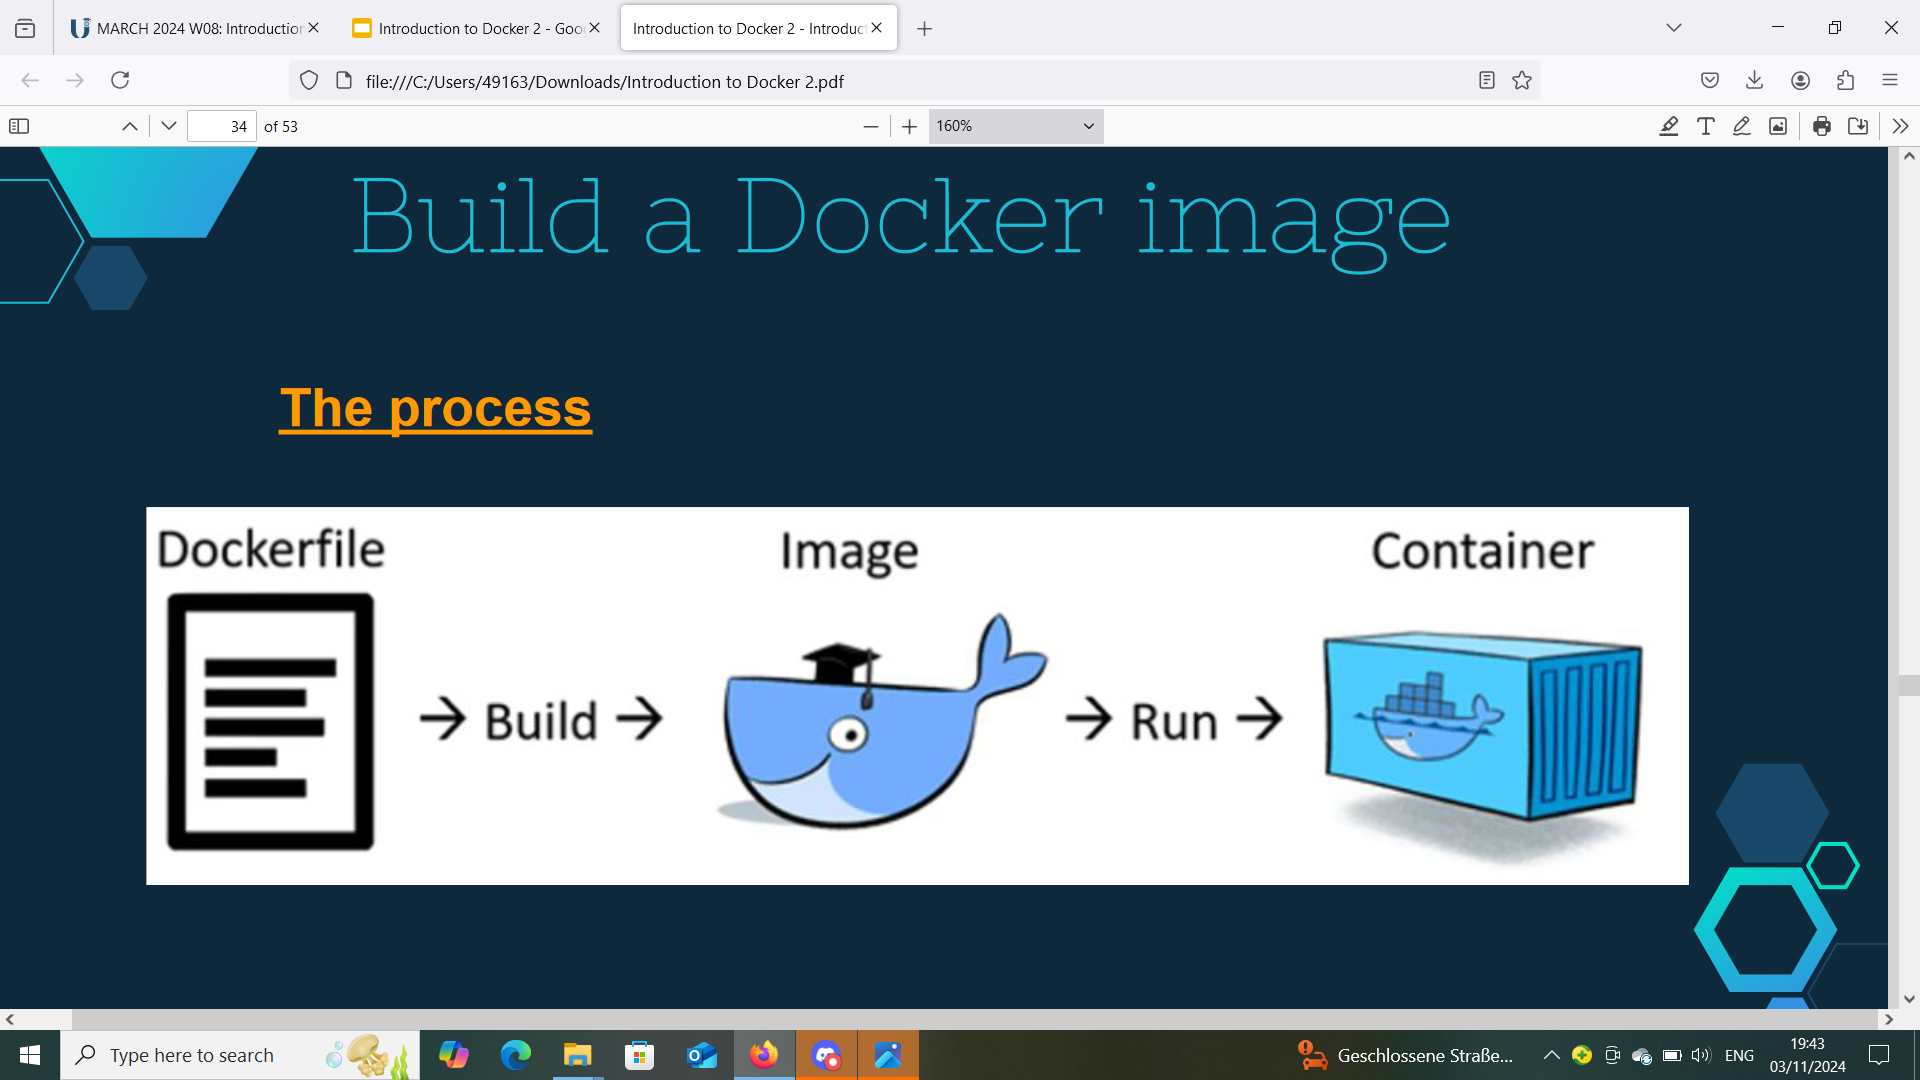 MARCH 2024 W08: Introduction
Introduction to Docker 2 - Goo
Introduction to Docker 2 - Introduc
file:///C:/Users/49163/Downloads/Introduction to Docker 2.pdf
34 of 53
160%
Build a Docker image
The process
Dockerfile
Image
Container
→ Build →
→ Run →
Type here to search
Geschlossene Straße...
ENG
19:43
03/11/2024